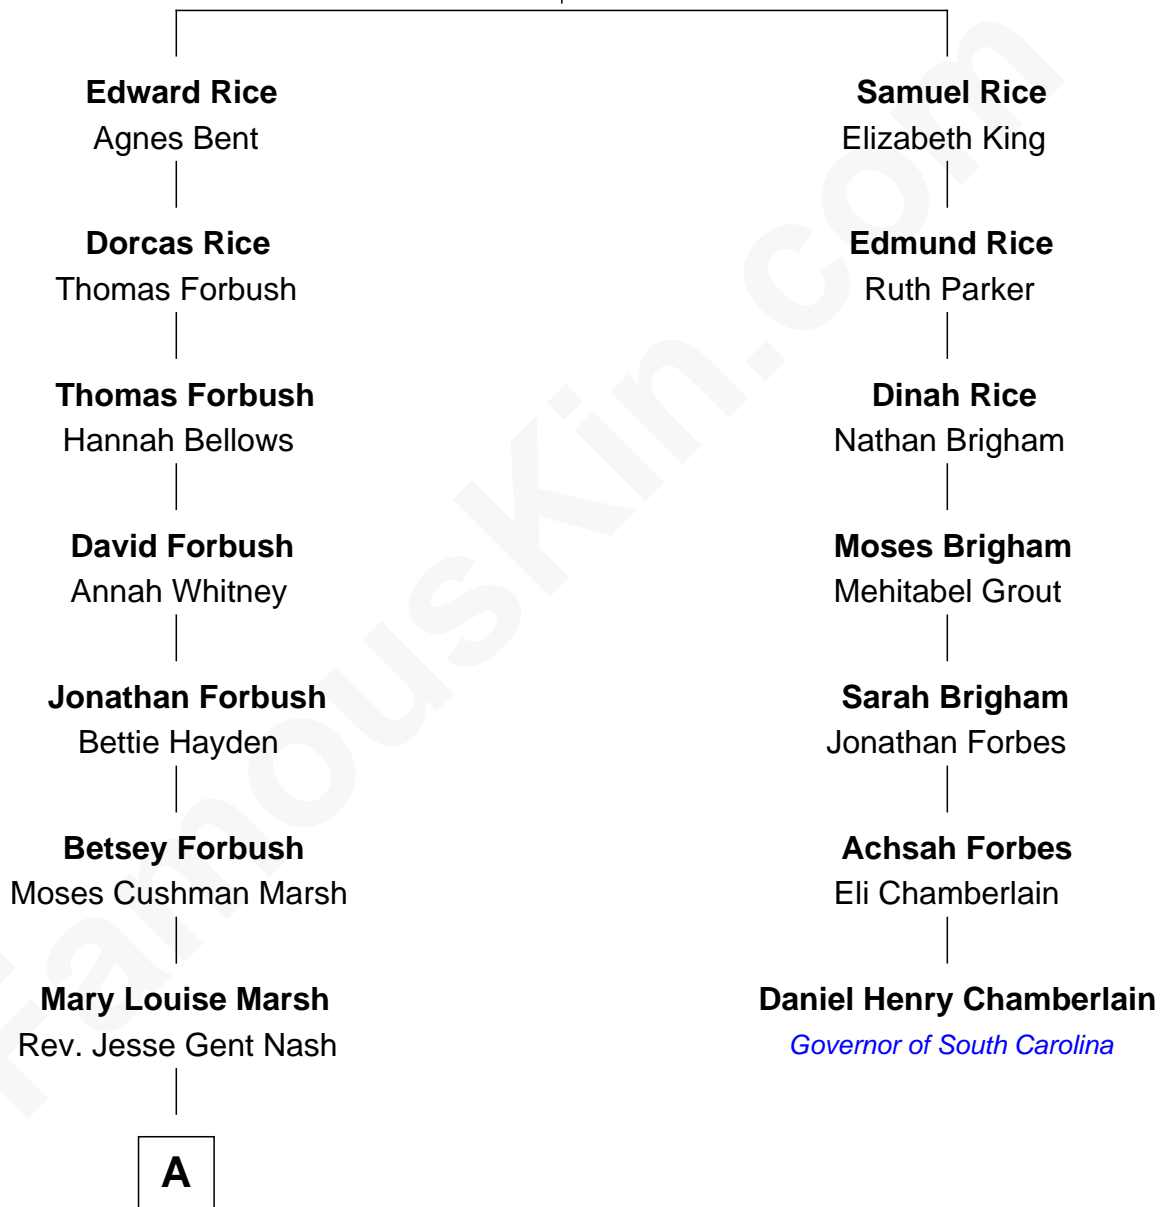 Edward Rice
Agnes Bent
Dorcas Rice
Thomas Forbush
Thomas Forbush
Hannah Bellows
David Forbush
Annah Whitney
Jonathan Forbush
Bettie Hayden
Betsey Forbush
Moses Cushman Marsh
Mary Louise Marsh
Rev. Jesse Gent Nash
A
Samuel Rice
Elizabeth King
Edmund Rice
Ruth Parker
Dinah Rice
Nathan Brigham
Moses Brigham
Mehitabel Grout
Sarah Brigham
Jonathan Forbes
Achsah Forbes
Eli Chamberlain
Daniel Henry Chamberlain
Governor of South Carolina
FamousKin.com